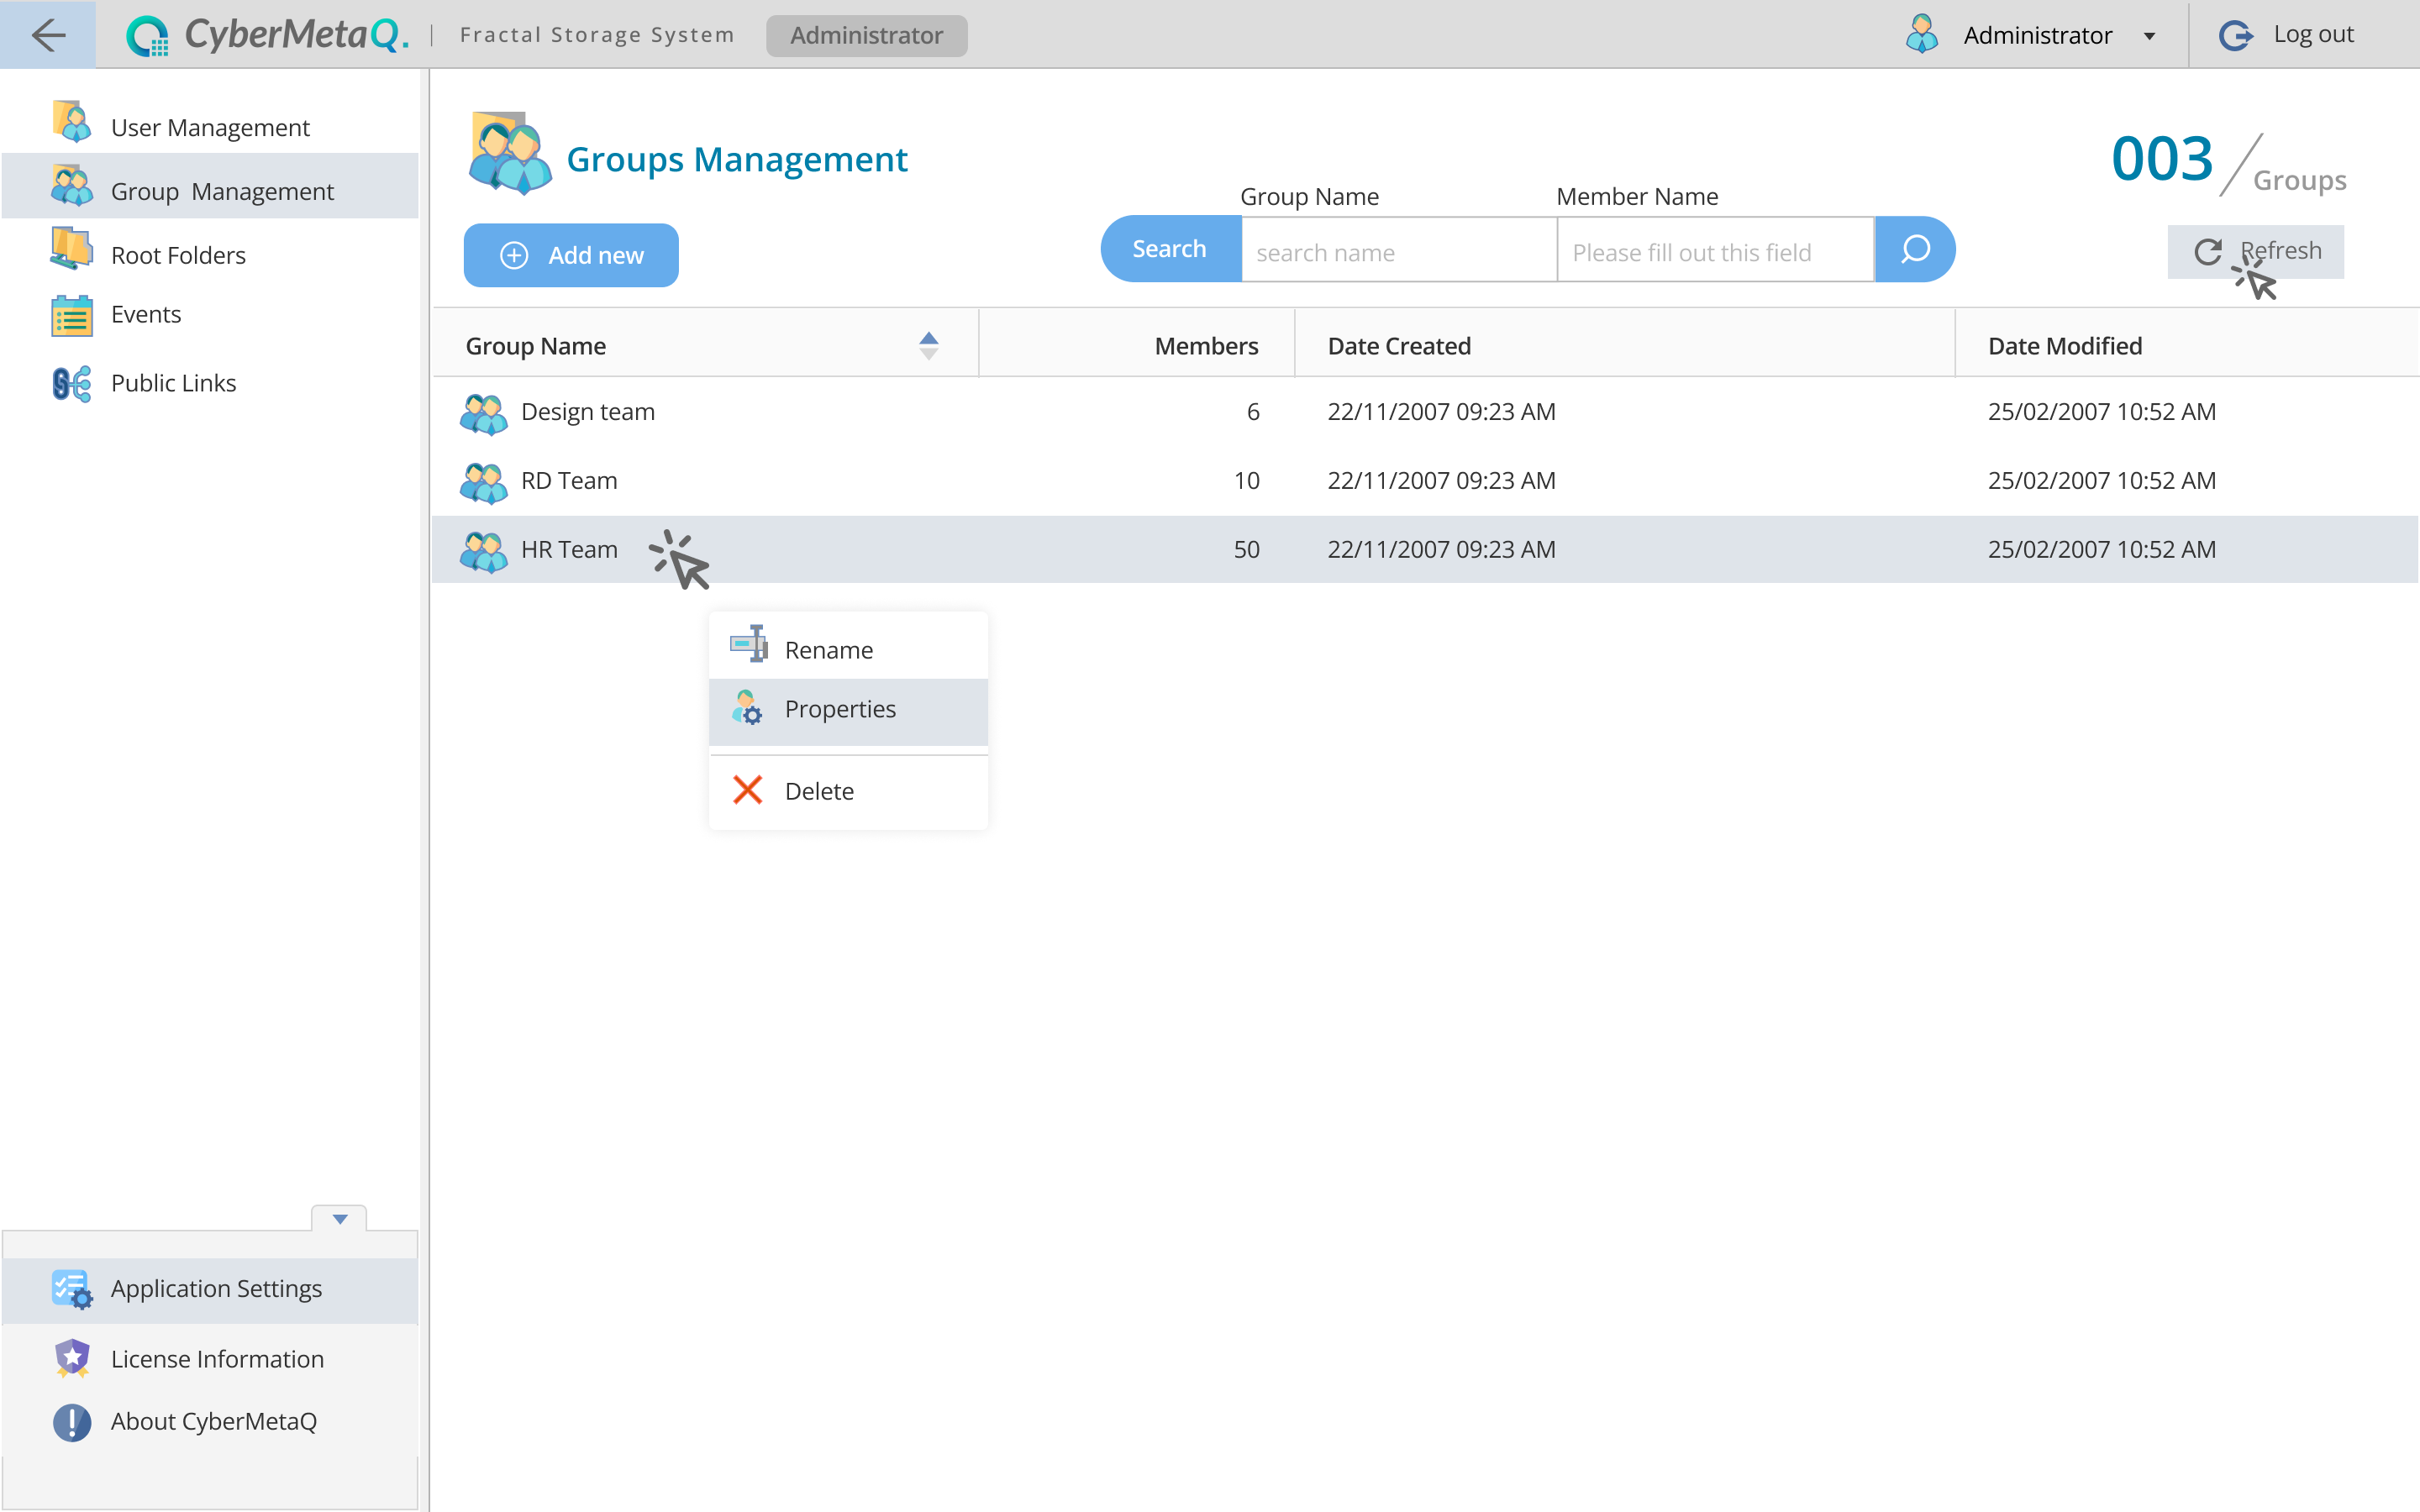 CyberMetaQ. | Fractal Storage System Administrator Administrator Log out
User Management
Group  Management
Root Folders
Events
Public Links
Application Settings
License Information
About CyberMetaQ
Groups Management
003 / Groups
Add new
Group Name Member Name
Search search name Please fill out this field
Refresh
Group Name Members Date Created Date Modified
Design team 6 22/11/2007 09:23 AM 25/02/2007 10:52 AM
RD Team 10 22/11/2007 09:23 AM 25/02/2007 10:52 AM
HR Team 50 22/11/2007 09:23 AM 25/02/2007 10:52 AM
Rename
Properties
Delete